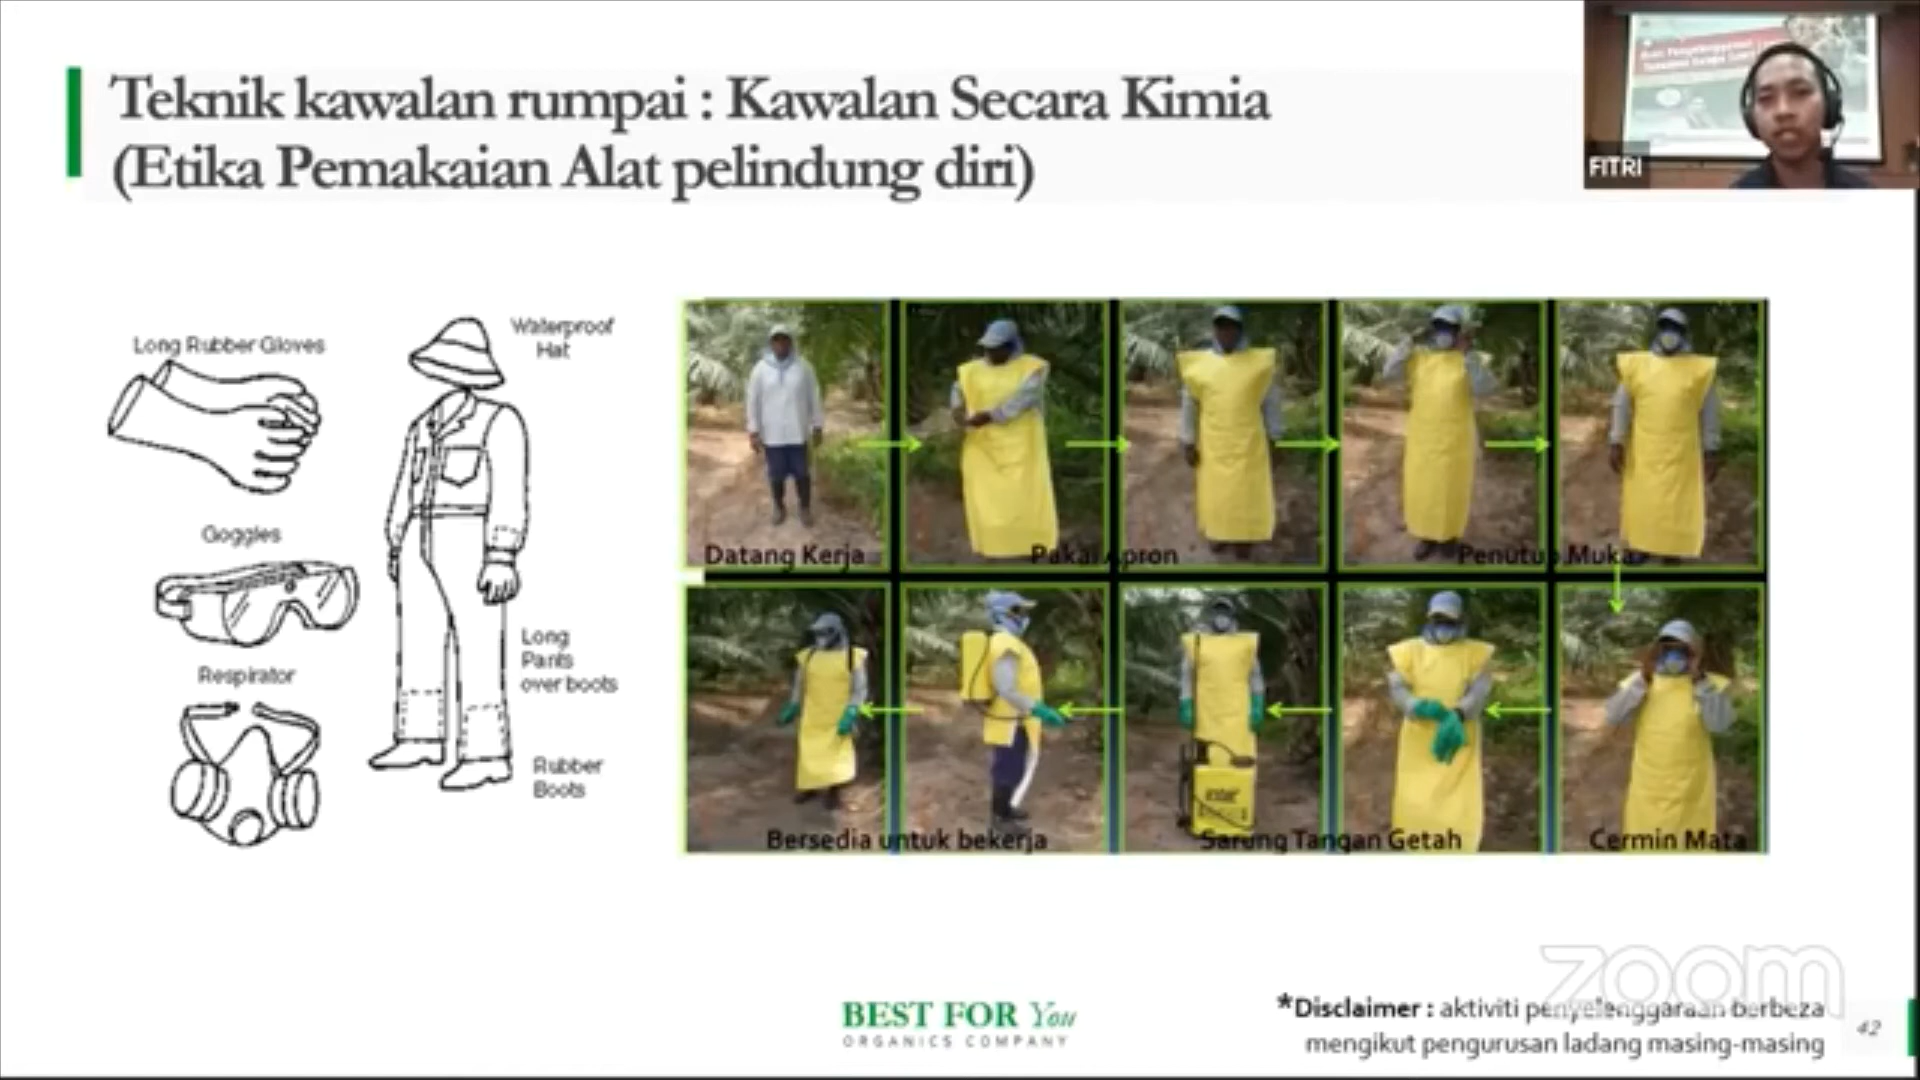 Teknik kawalan rumpai : Kawalan Secara Kimia
(Etika Pemakaian Alat pelindung diri)
FITRI
Long Rubber Gloves
Waterproof
Hat
Goggles
Respirator
Long
Pants
over boots
Rubber
Boots
Datang Kerja
Pakai Apron
Penutup Muka
Bersedia untuk bekerja
Sarung Tangan Getah
Cermin Mata
zoom
BEST FOR You
ORGANICS COMPANY
*Disclaimer : aktiviti penyelenggaraan berbeza
mengikut pengurusan ladang masing-masing
42